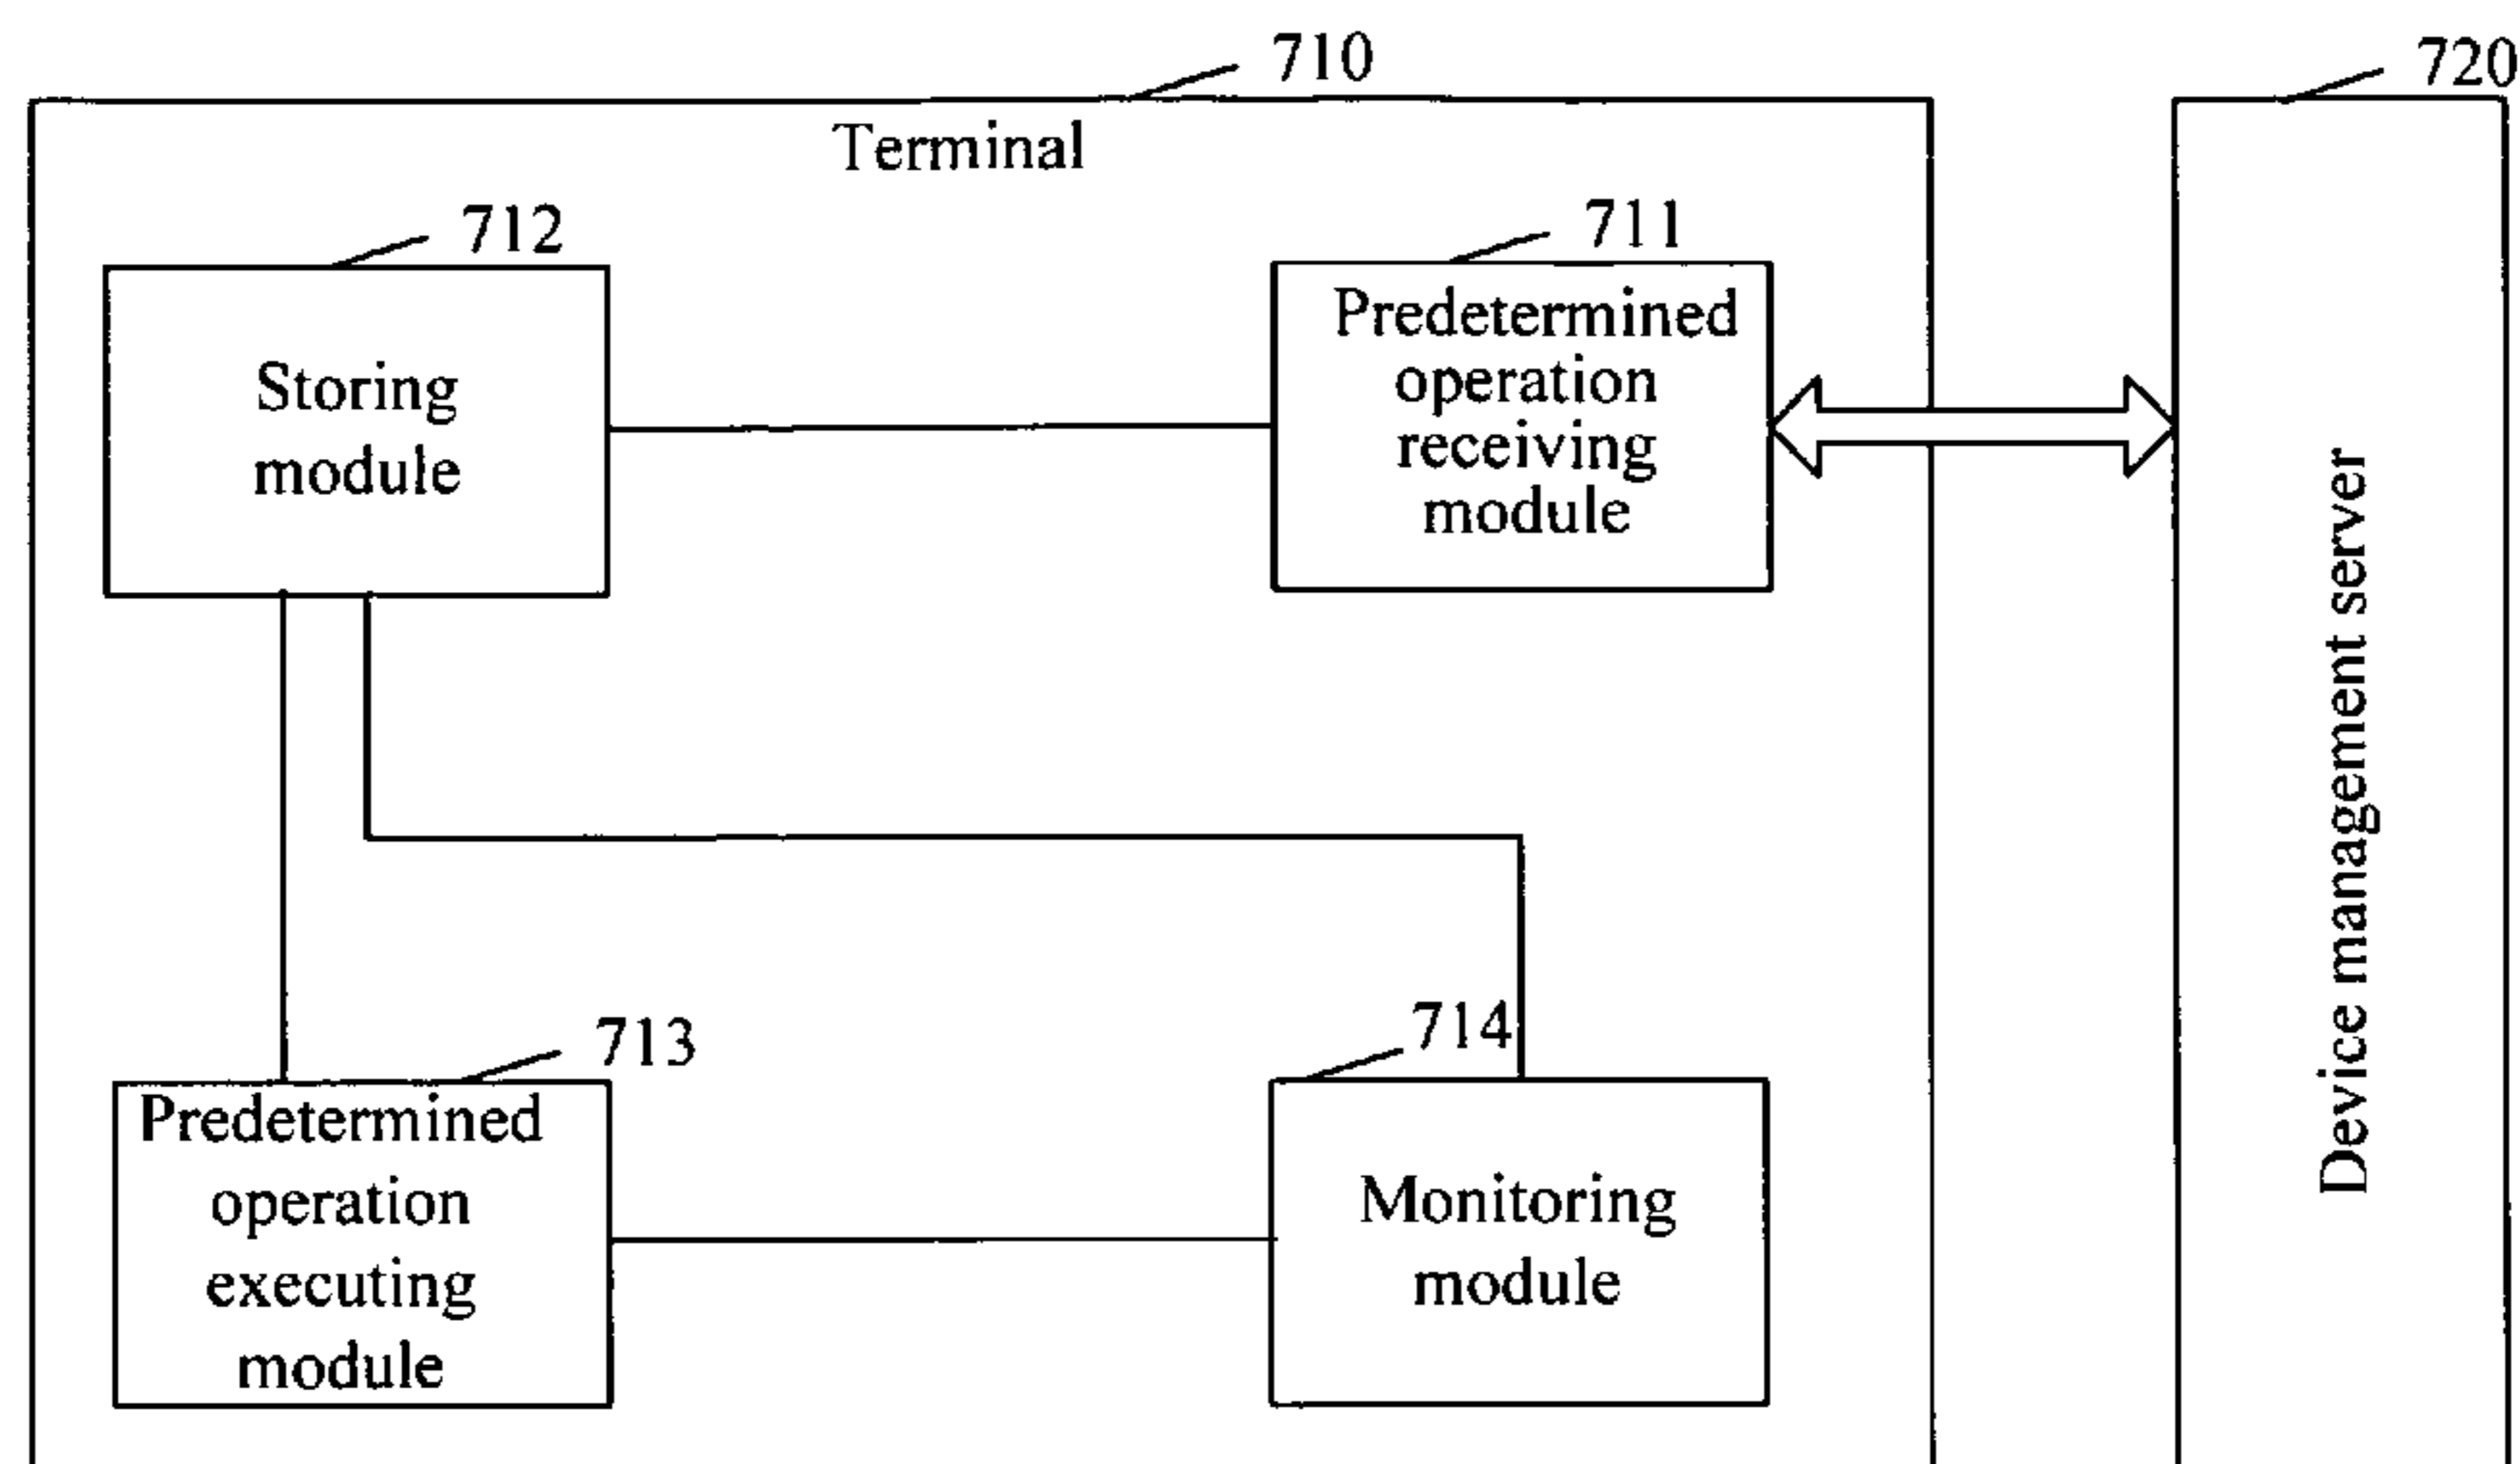 710
720
Terminal
712
711
Storing
module
Predetermined
operation
receiving
module
Device management server
713
714
Predetermined
operation
executing
module
Monitoring
module